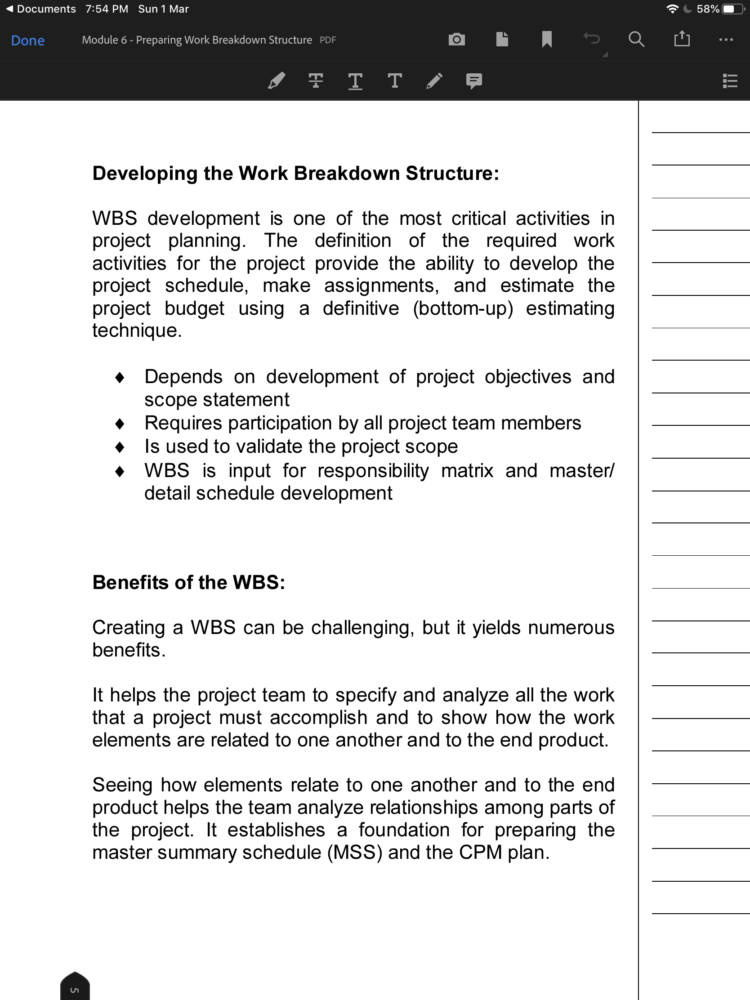 Documents 7:54 PM Sun 1 Mar 58%
Done Module 6 - Preparing Work Breakdown Structure PDF
Developing the Work Breakdown Structure:
WBS development is one of the most critical activities in
project planning. The definition of the required work
activities for the project provide the ability to develop the
project schedule, make assignments, and estimate the
project budget using a definitive (bottom-up) estimating
technique.
♦ Depends on development of project objectives and
scope statement
♦ Requires participation by all project team members
♦ Is used to validate the project scope
♦ WBS is input for responsibility matrix and master/
detail schedule development
Benefits of the WBS:
Creating a WBS can be challenging, but it yields numerous
benefits.
It helps the project team to specify and analyze all the work
that a project must accomplish and to show how the work
elements are related to one another and to the end product.
Seeing how elements relate to one another and to the end
product helps the team analyze relationships among parts of
the project. It establishes a foundation for preparing the
master summary schedule (MSS) and the CPM plan.
5